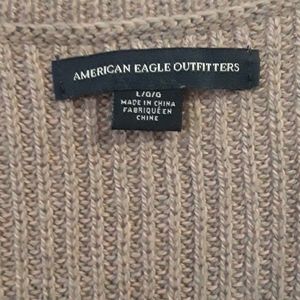 AMERICAN EAGLE OUTFITTERS
L/G/G
MADE IN CHINA
FABRIQUÉ EN
CHINE